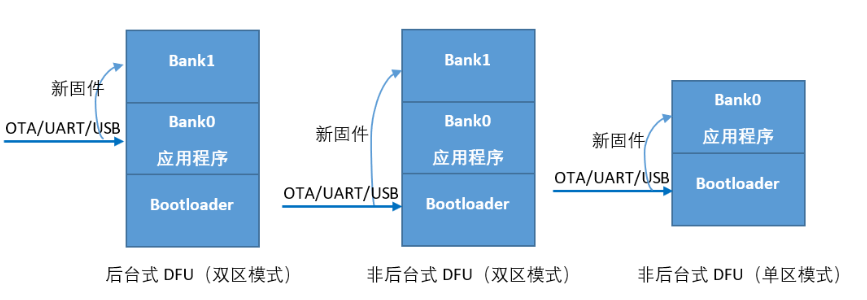 Bank1
新固件
OTA/UART/USB
Bank0
应用程序
Bootloader
后台式 DFU（双区模式）
Bank1
新固件
Bank0
应用程序
OTA/UART/USB
Bootloader
非后台式 DFU（双区模式）
Bank0
新固件
应用程序
OTA/UART/USB
Bootloader
非后台式 DFU（单区模式）